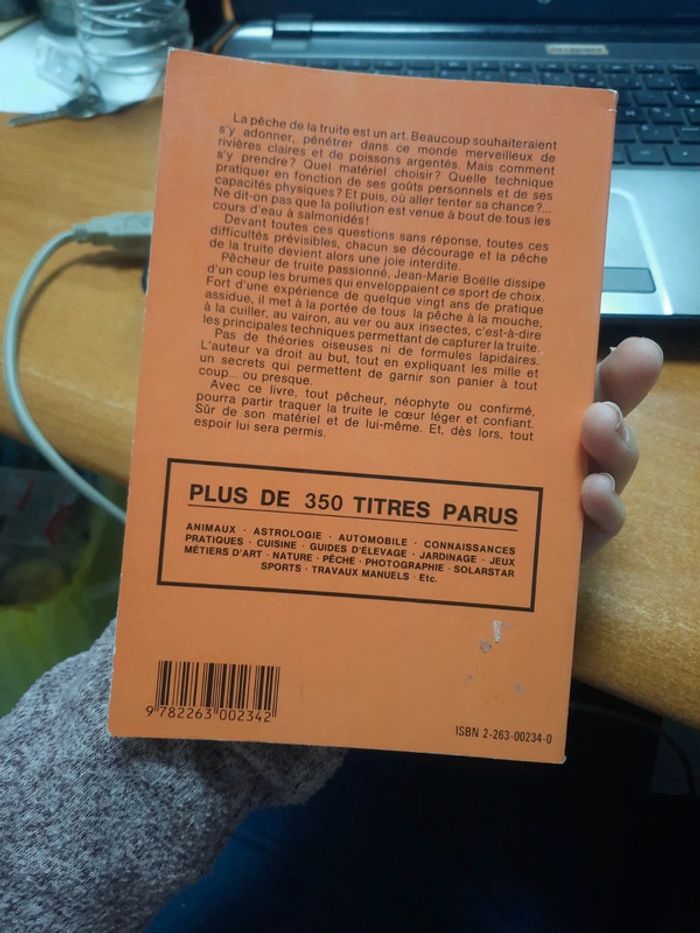 La pêche de la truite est un art. Beaucoup souhaiteraient
s'y adonner, pénétrer dans ce monde merveilleux de
rivières claires et de poissons argentés. Mais comment
s'y prendre? Quel matériel choisir? Quelle technique
pratiquer en fonction de ses goûts personnels et de ses
capacités physiques? Et puis, où aller tenter sa chance?...
Ne dit-on pas que la pollution est venue à bout de tous les
cours d'eau à salmonidés!
Devant toutes ces questions sans réponse, toutes ces
difficultés prévisibles, chacun se décourage et la pêche
de la truite devient alors une joie interdite.
Pêcheur de truite passionné, Jean-Marie Boëlle dissipe
d'un coup les brumes qui enveloppaient ce sport de choix.
Fort d'une expérience de quelque vingt ans de pratique
assidue, il met à la portée de tous la pêche à la mouche,
à la cuiller, au vairon, au ver ou aux insectes, c'est-à-dire
les principales techniques permettant de capturer la truite.
Pas de théories oiseuses ni de formules lapidaires.
L'auteur va droit au but, tout en expliquant les mille et
un secrets qui permettent de garnir son panier à tout
coup... ou presque.
Avec ce livre, tout pêcheur, néophyte ou confirmé,
pourra partir traquer la truite le cœur léger et confiant.
Sûr de son matériel et de lui-même. Et, dès lors, tout
espoir lui sera permis.
PLUS DE 350 TITRES PARUS
ANIMAUX · ASTROLOGIE · AUTOMOBILE · CONNAISSANCES
PRATIQUES · CUISINE · GUIDES D'ÉLEVAGE · JARDINAGE · JEUX
MÉTIERS D'ART · NATURE · PÊCHE · PHOTOGRAPHIE · SOLARSTAR
SPORTS · TRAVAUX MANUELS · Etc.
9 782263 002342
ISBN 2-263-00234-0